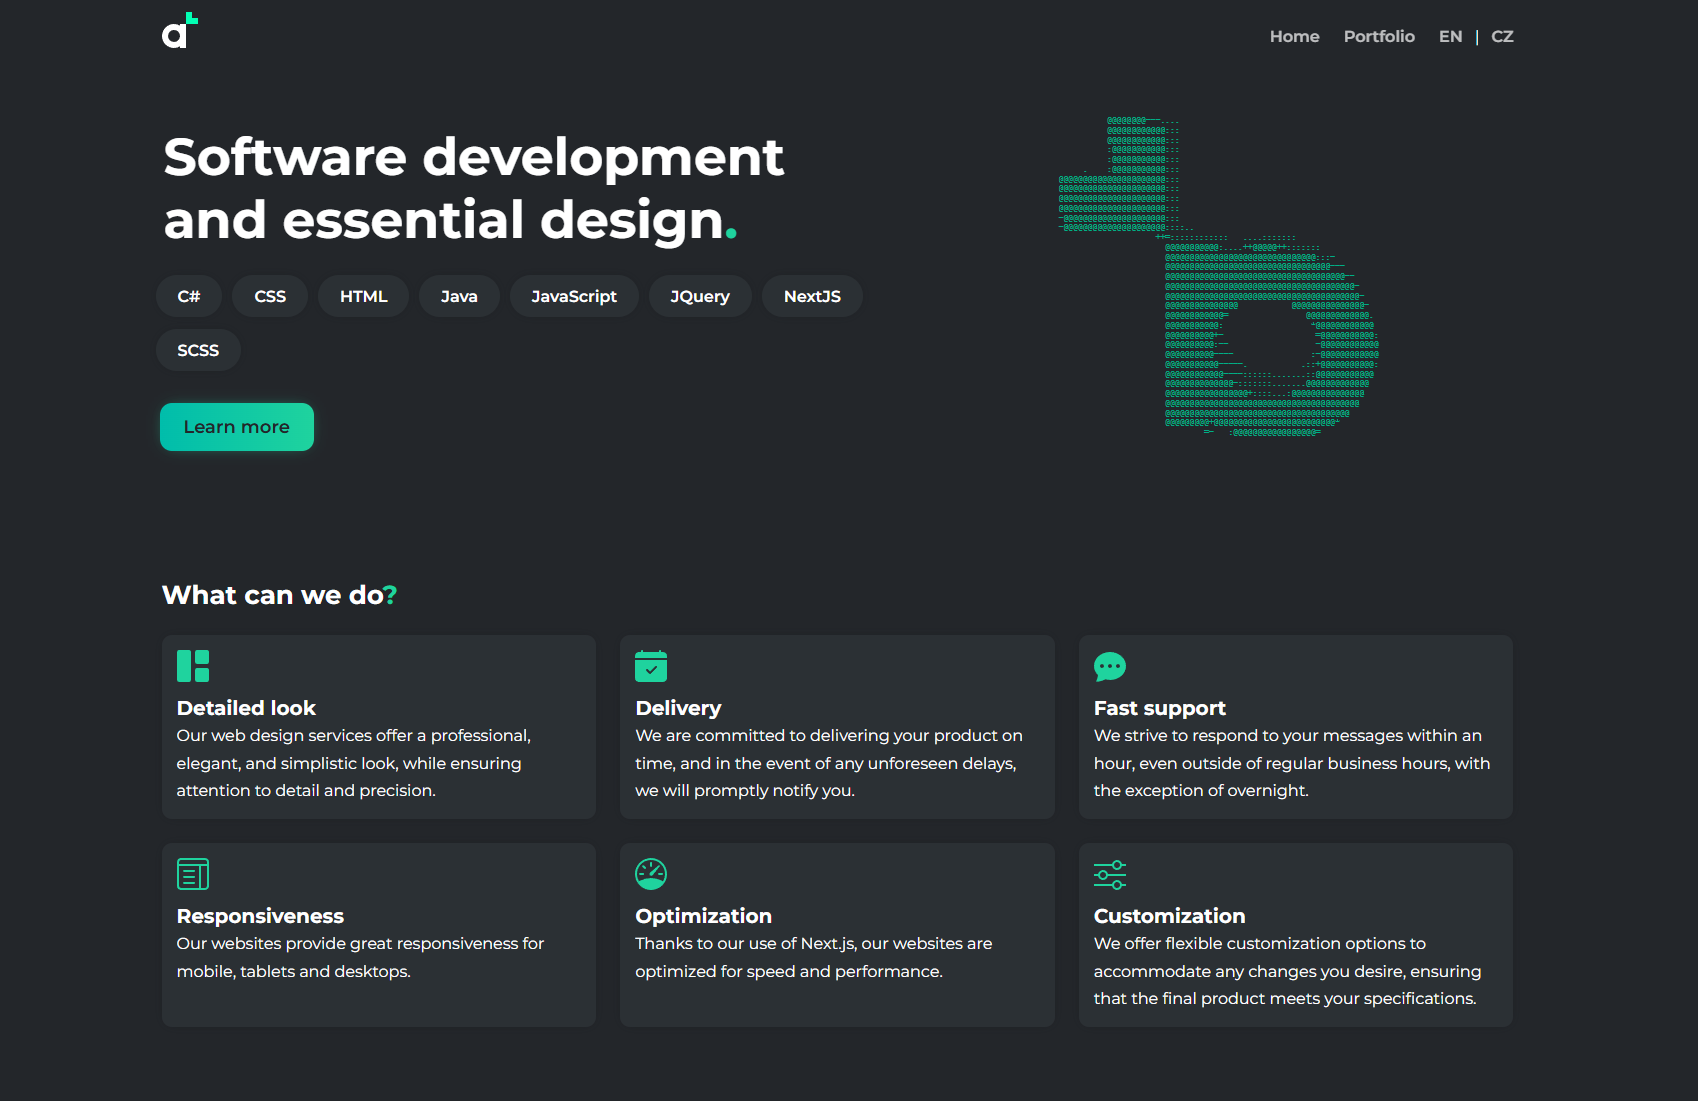 a
Home Portfolio EN | CZ
Software development
and essential design.
C# CSS HTML Java JavaScript JQuery NextJS
SCSS
Learn more
What can we do?
Detailed look
Our web design services offer a professional,
elegant, and simplistic look, while ensuring
attention to detail and precision.
Delivery
We are committed to delivering your product on
time, and in the event of any unforeseen delays,
we will promptly notify you.
Fast support
We strive to respond to your messages within an
hour, even outside of regular business hours, with
the exception of overnight.
Responsiveness
Our websites provide great responsiveness for
mobile, tablets and desktops.
Optimization
Thanks to our use of Next.js, our websites are
optimized for speed and performance.
Customization
We offer flexible customization options to
accommodate any changes you desire, ensuring
that the final product meets your specifications.